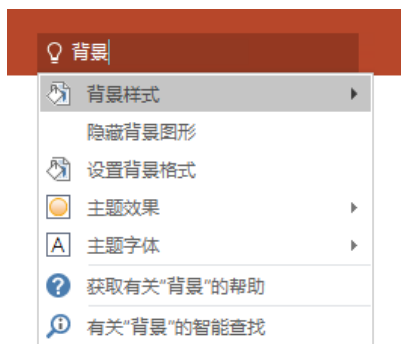 背景
背景样式
隐藏背景图形
设置背景格式
主题效果
A 主题字体
获取有关“背景”的帮助
有关“背景”的智能查找